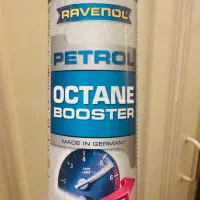 RAVENOL
PETROL
OCTANE
BOOSTER
MADE IN GERMANY